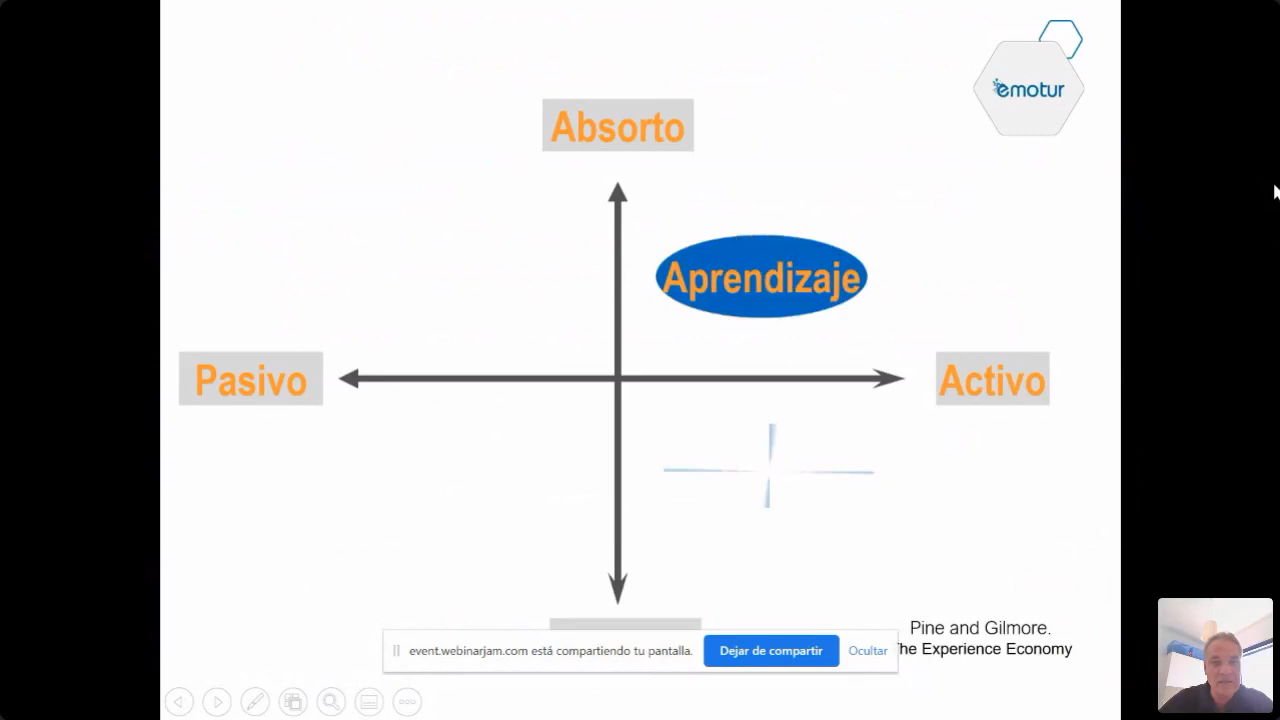 emotur
Absorto
Aprendizaje
Pasivo
Activo
Pine and Gilmore.
The Experience Economy
event.webinarjam.com está compartiendo tu pantalla.
Dejar de compartir
Ocultar